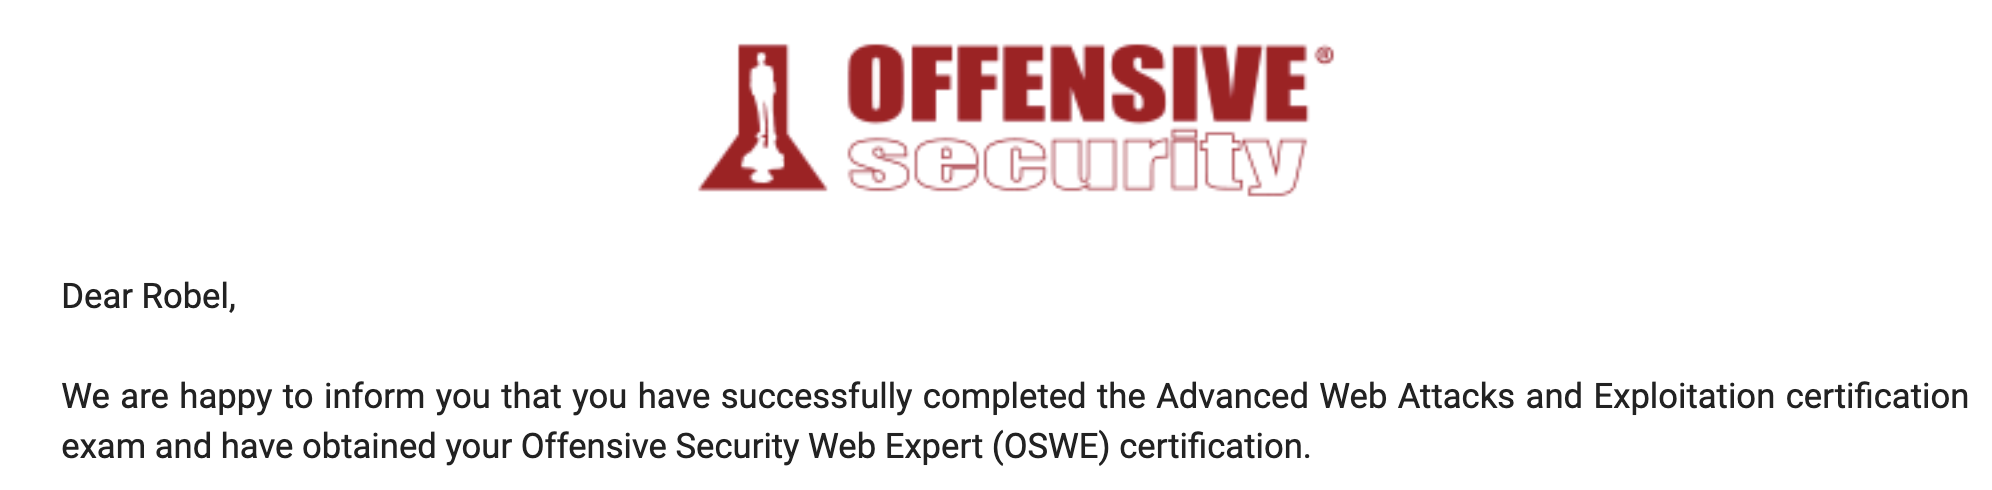 OFFENSIVE®
security
Dear Robel,
We are happy to inform you that you have successfully completed the Advanced Web Attacks and Exploitation certification
exam and have obtained your Offensive Security Web Expert (OSWE) certification.